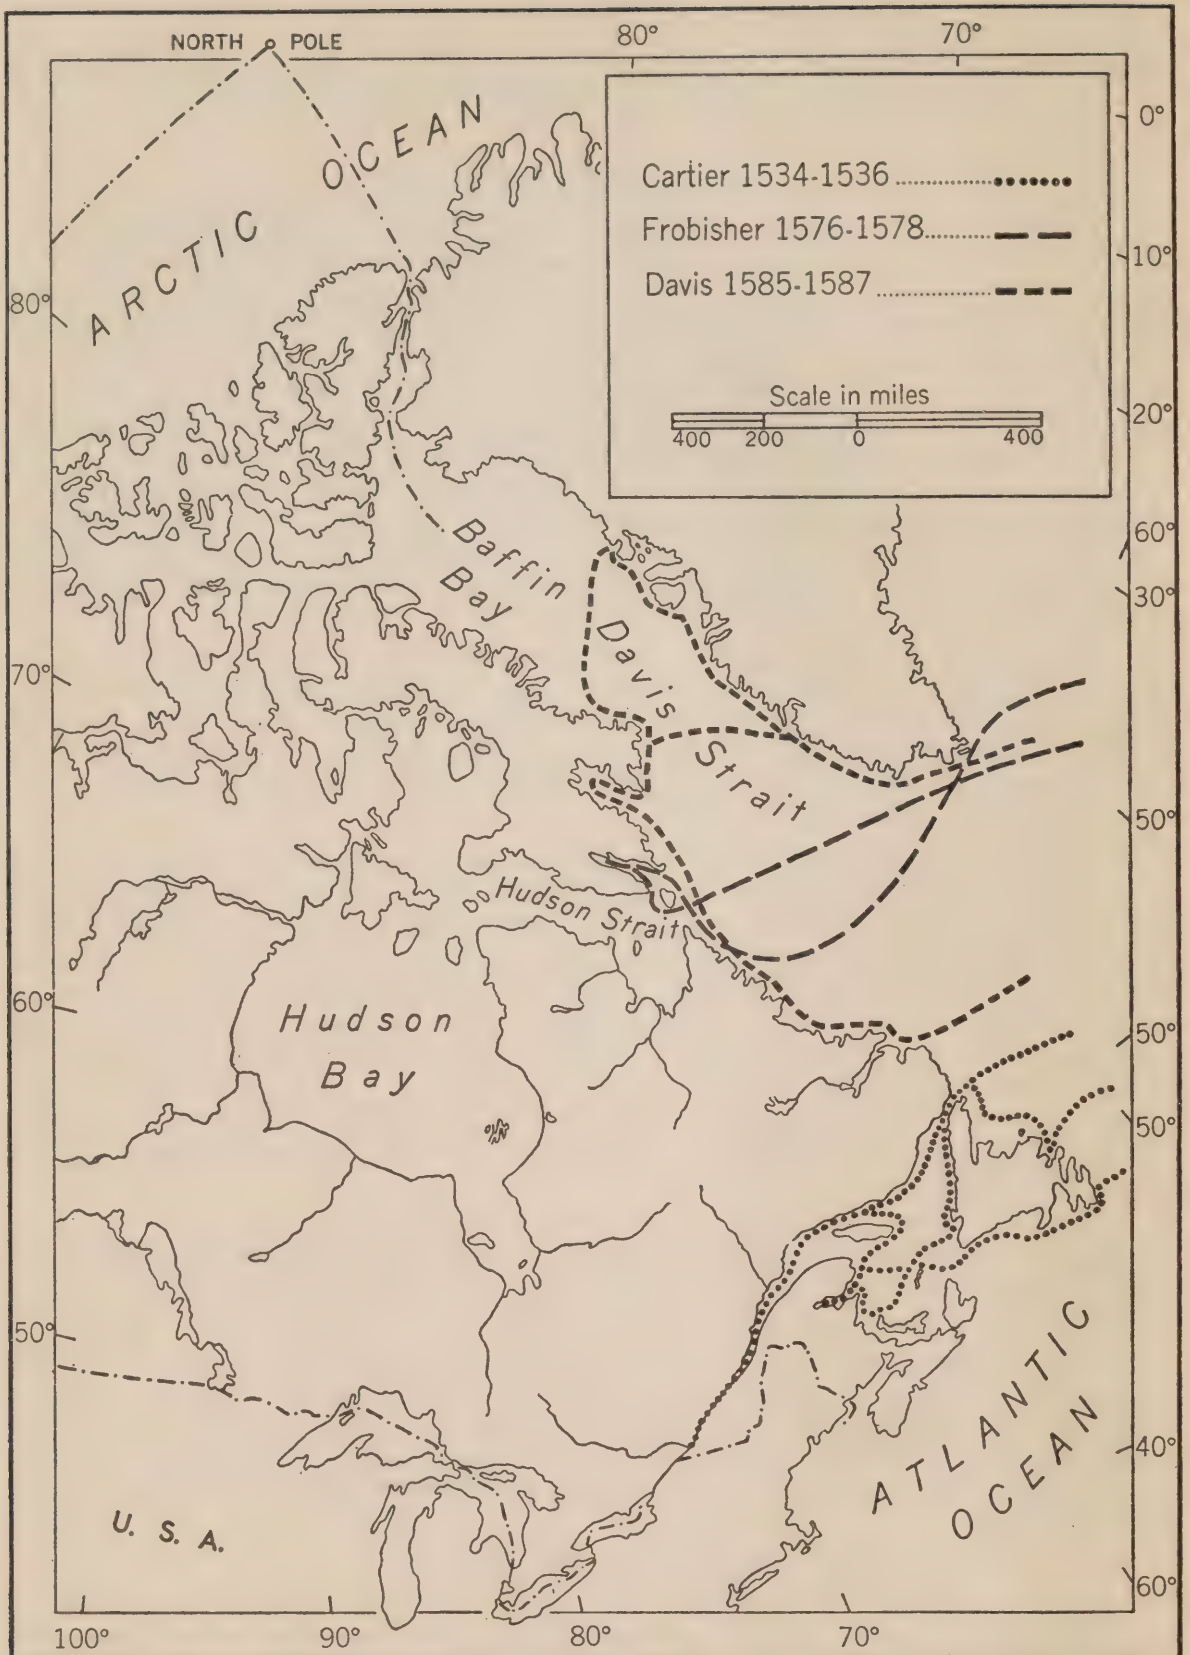 NORTH POLE
80° 70°
ARCTIC OCEAN
Cartier 1534-1536
Frobisher 1576-1578
Davis 1585-1587
Scale in miles
400 200 0 400
0°
10°
20°
60°
30°
50°
50°
50°
40°
60°
80°
70°
60°
50°
Baffin
Bay
Davis
Strait
Hudson Strait
Hudson
Bay
ATLANTIC
OCEAN
U. S. A.
100° 90° 80° 70°